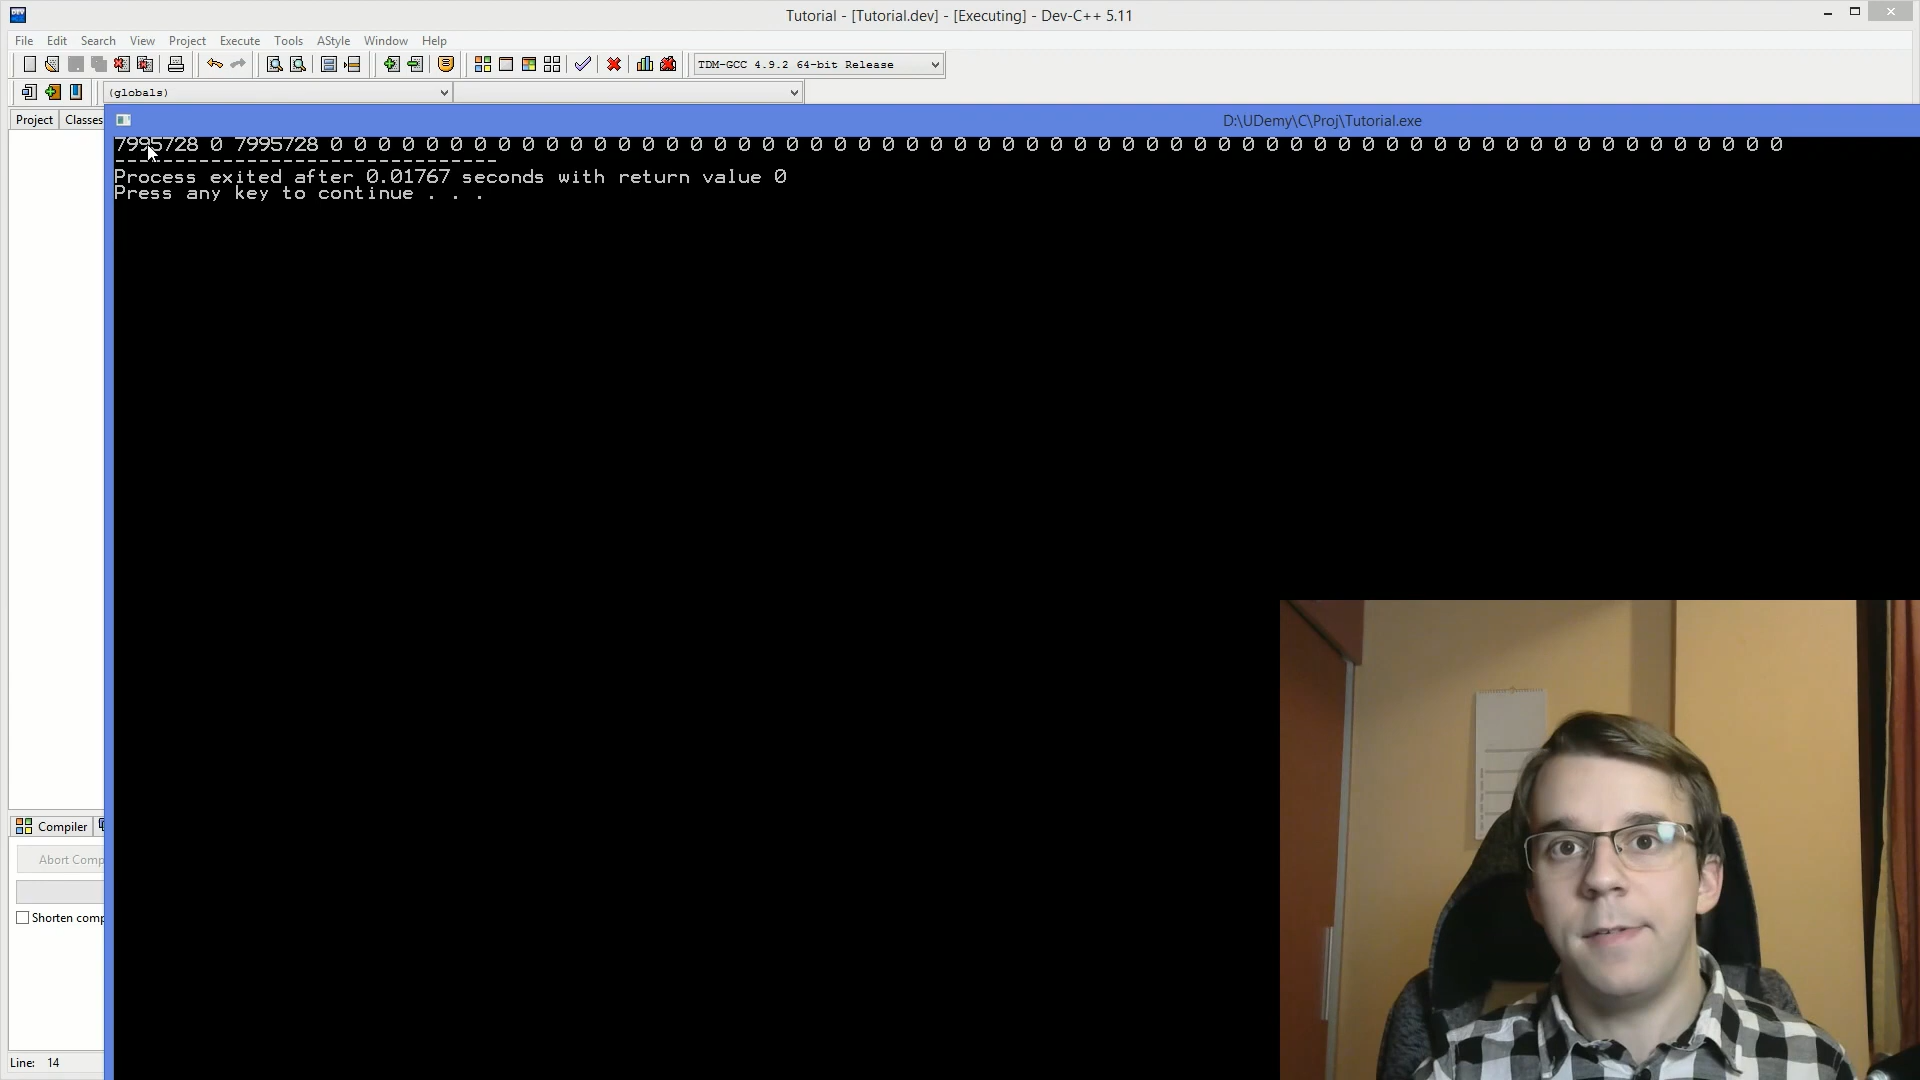 Tutorial - [Tutorial.dev] - [Executing] - Dev-C++ 5.11
File Edit Search View Project Execute Tools AStyle Window Help
TDM-GCC 4.9.2 64-bit Release
(globals)
Project Classes
D:\UDemy\C\Proj\Tutorial.exe
7995728 0 7995728 0 0 0 0 0 0 0 0 0 0 0 0 0 0 0 0 0 0 0 0 0 0 0 0 0 0 0 0 0 0 0 0 0 0 0 0 0 0 0 0 0 0 0 0 0 0 0 0 0 0 0 0 0 0 0 0 0 0 0 0 0
--------------------------------
Process exited after 0.01767 seconds with return value 0
Press any key to continue . . .
Compiler
Abort Comp
Shorten comp
Line: 14